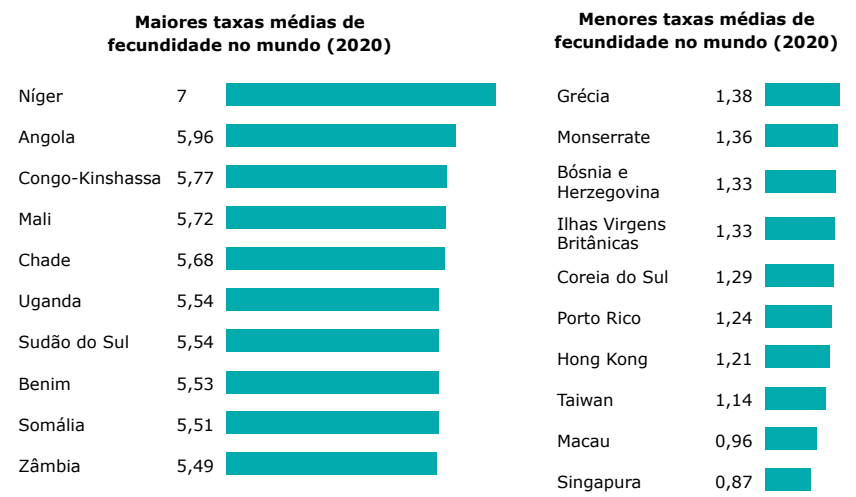 Maiores taxas médias de
fecundidade no mundo (2020)
Níger 7
Angola 5,96
Congo-Kinshassa 5,77
Mali 5,72
Chade 5,68
Uganda 5,54
Sudão do Sul 5,54
Benim 5,53
Somália 5,51
Zâmbia 5,49
Menores taxas médias de
fecundidade no mundo (2020)
Grécia 1,38
Monserrate 1,36
Bósnia e
Herzegovina 1,33
Ilhas Virgens
Britânicas 1,33
Coreia do Sul 1,29
Porto Rico 1,24
Hong Kong 1,21
Taiwan 1,14
Macau 0,96
Singapura 0,87